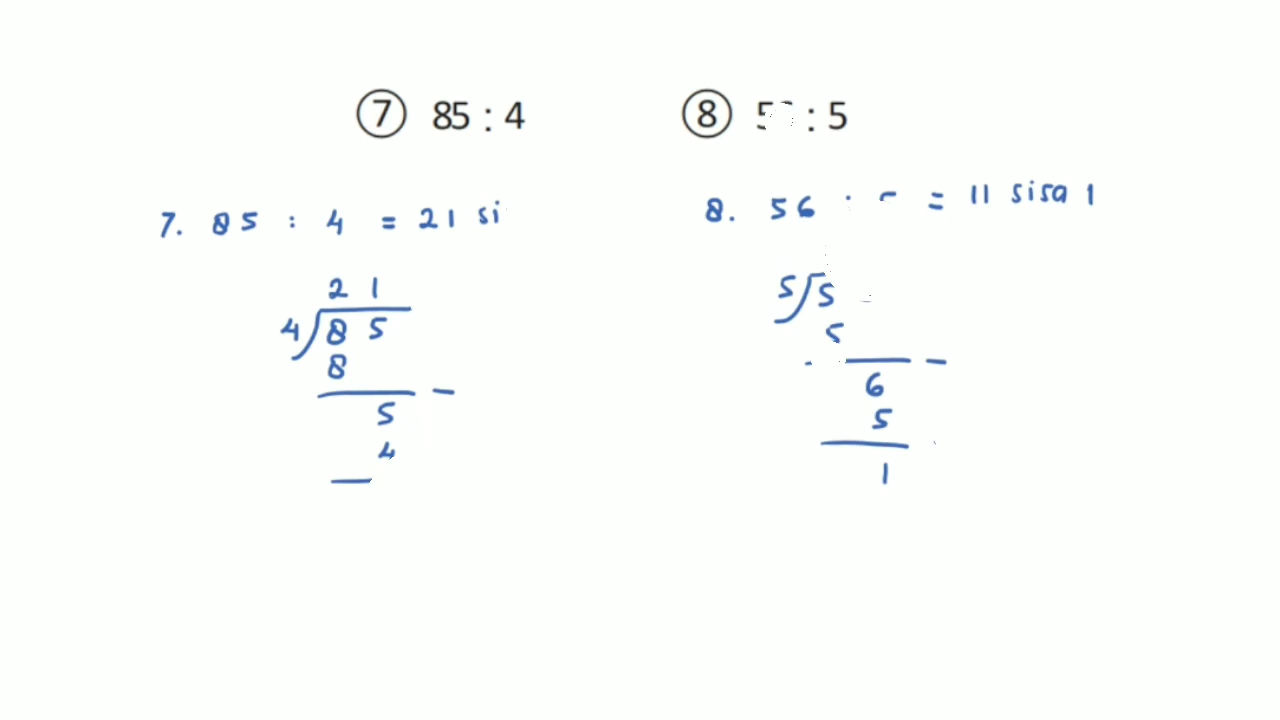 7 85 : 4
8 : 5
7. 85 : 4 = 21
8. 56 : = 11 sisa 1
21
4 85
8
5 -
4
5 5
6 -
5
1